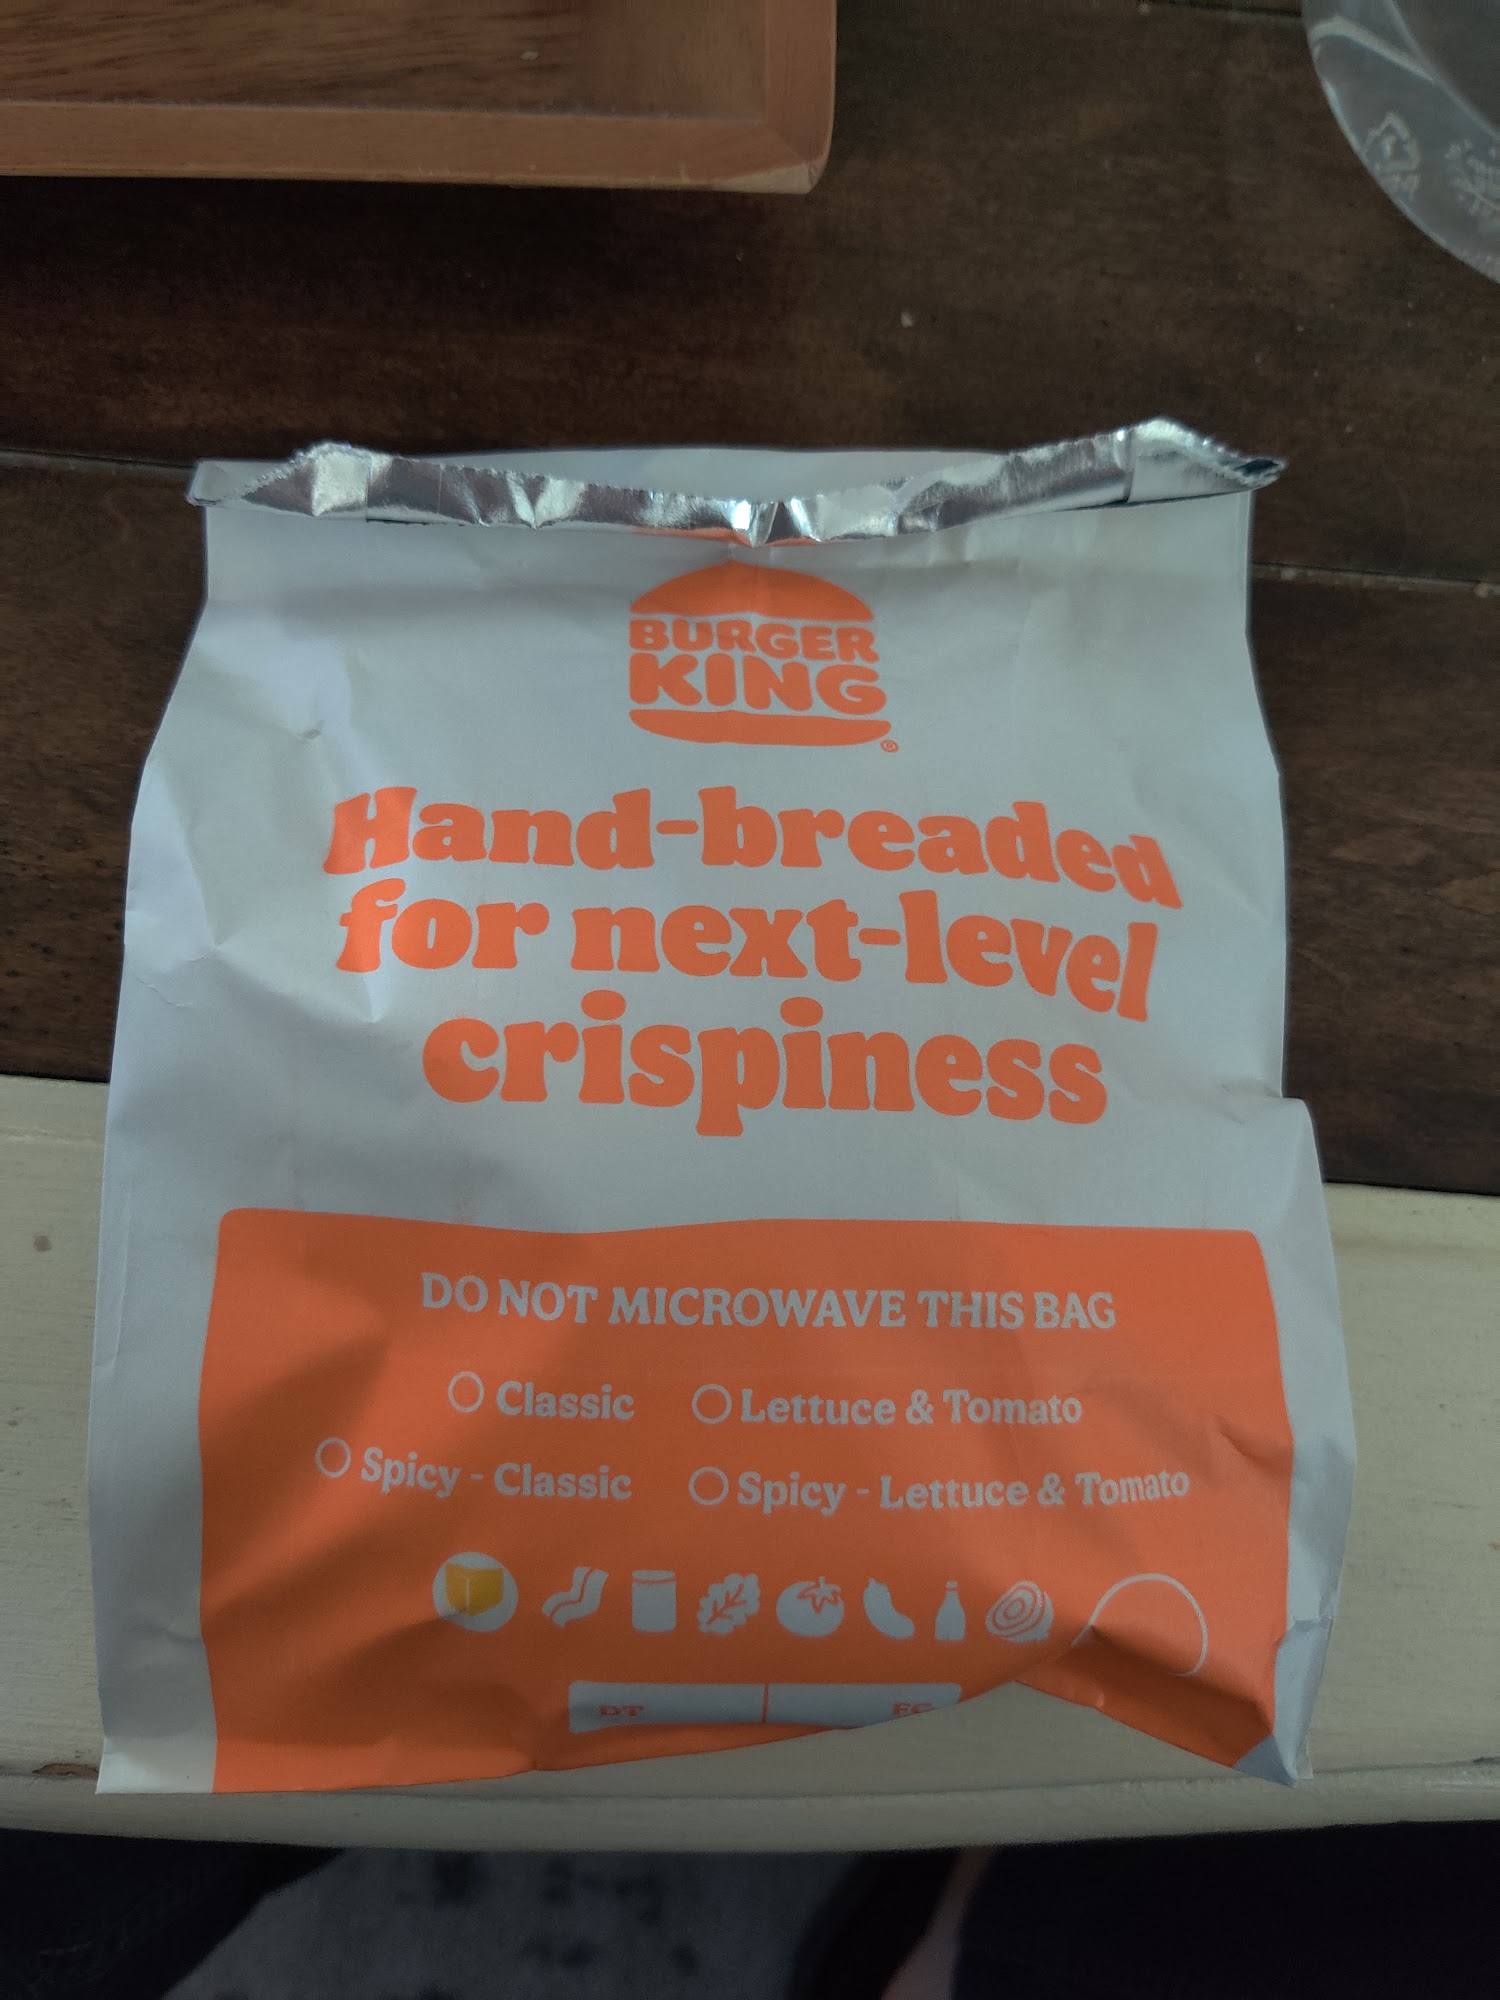 BURGER
KING
®
Hand-breaded
for next-level
crispiness
DO NOT MICROWAVE THIS BAG
Classic
Lettuce & Tomato
Spicy - Classic
Spicy - Lettuce & Tomato
DT